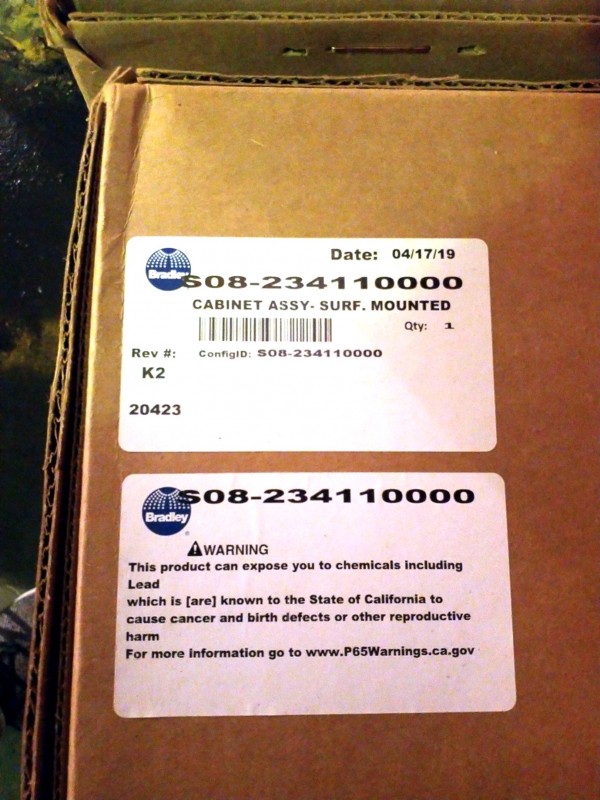 Date: 04/17/19
Bradley
S08-234110000
CABINET ASSY- SURF. MOUNTED
Qty: 1
Rev #: ConfigID: S08-234110000
K2
20423
S08-234110000
Bradley
®
WARNING
This product can expose you to chemicals including
Lead
which is [are] known to the State of California to
cause cancer and birth defects or other reproductive
harm
For more information go to www.P65Warnings.ca.gov